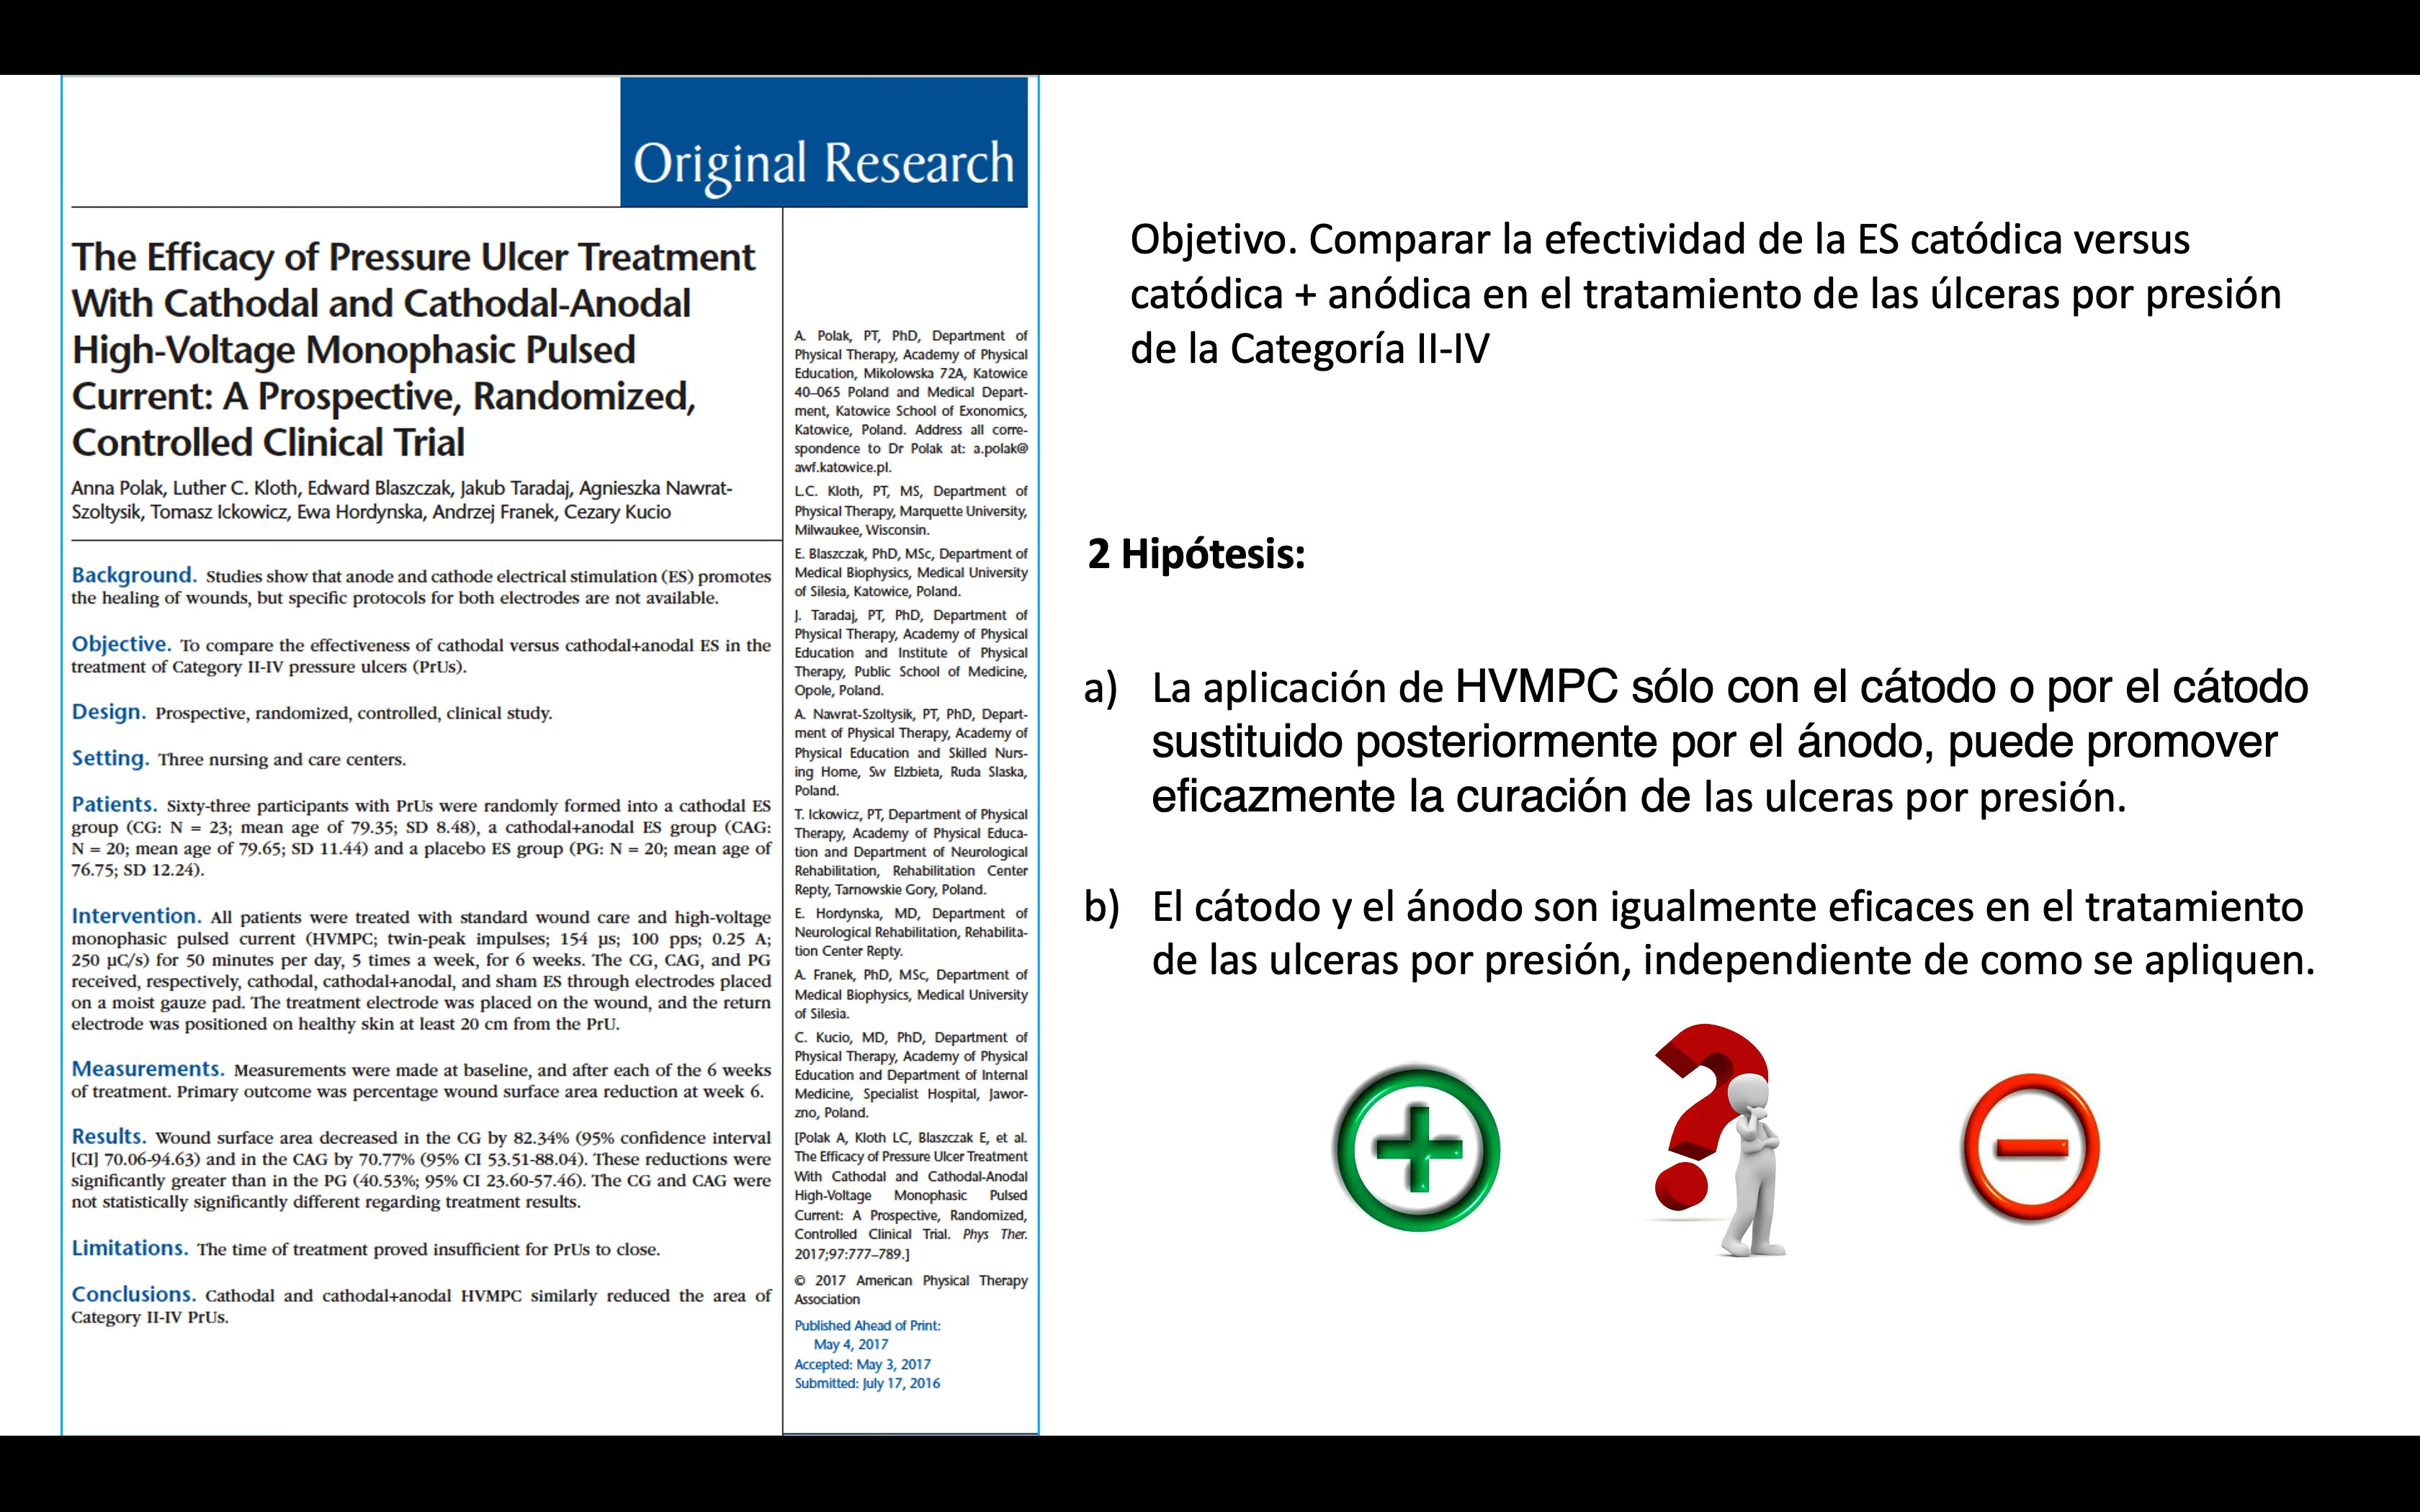 Original Research
The Efficacy of Pressure Ulcer Treatment
With Cathodal and Cathodal-Anodal
High-Voltage Monophasic Pulsed
Current: A Prospective, Randomized,
Controlled Clinical Trial
Anna Polak, Luther C. Kloth, Edward Blaszczak, Jakub Taradaj, Agnieszka Nawrat-
Szoltysik, Tomasz Ickowicz, Ewa Hordynska, Andrzej Franek, Cezary Kucio
Background. Studies show that anode and cathode electrical stimulation (ES) promotes
the healing of wounds, but specific protocols for both electrodes are not available.
Objective. To compare the effectiveness of cathodal versus cathodal+anodal ES in the
treatment of Category II-IV pressure ulcers (PrUs).
Design. Prospective, randomized, controlled, clinical study.
Setting. Three nursing and care centers.
Patients. Sixty-three participants with PrUs were randomly formed into a cathodal ES
group (CG: N = 23; mean age of 79.35; SD 8.48), a cathodal+anodal ES group (CAG:
N = 20; mean age of 79.65; SD 11.44) and a placebo ES group (PG: N = 20; mean age of
76.75; SD 12.24).
Intervention. All patients were treated with standard wound care and high-voltage
monophasic pulsed current (HVMPC; twin-peak impulses; 154 μs; 100 pps; 0.25 A;
250 μC/s) for 50 minutes per day, 5 times a week, for 6 weeks. The CG, CAG, and PG
received, respectively, cathodal, cathodal+anodal, and sham ES through electrodes placed
on a moist gauze pad. The treatment electrode was placed on the wound, and the return
electrode was positioned on healthy skin at least 20 cm from the PrU.
Measurements. Measurements were made at baseline, and after each of the 6 weeks
of treatment. Primary outcome was percentage wound surface area reduction at week 6.
Results. Wound surface area decreased in the CG by 82.34% (95% confidence interval
[CI] 70.06-94.63) and in the CAG by 70.77% (95% CI 53.51-88.04). These reductions were
significantly greater than in the PG (40.53%; 95% CI 23.60-57.46). The CG and CAG were
not statistically significantly different regarding treatment results.
Limitations. The time of treatment proved insufficient for PrUs to close.
Conclusions. Cathodal and cathodal+anodal HVMPC similarly reduced the area of
Category II-IV PrUs.
A. Polak, PT, PhD, Department of
Physical Therapy, Academy of Physical
Education, Mikolowska 72A, Katowice
40–065 Poland and Medical Depart-
ment, Katowice School of Exonomics,
Katowice, Poland. Address all corre-
spondence to Dr Polak at: a.polak@
awf.katowice.pl.
L.C. Kloth, PT, MS, Department of
Physical Therapy, Marquette University,
Milwaukee, Wisconsin.
E. Blaszczak, PhD, MSc, Department of
Medical Biophysics, Medical University
of Silesia, Katowice, Poland.
J. Taradaj, PT, PhD, Department of
Physical Therapy, Academy of Physical
Education and Institute of Physical
Therapy, Public School of Medicine,
Opole, Poland.
A. Nawrat-Szoltysik, PT, PhD, Depart-
ment of Physical Therapy, Academy of
Physical Education and Skilled Nurs-
ing Home, Sw Elzbieta, Ruda Slaska,
Poland.
T. Ickowicz, PT, Department of Physical
Therapy, Academy of Physical Educa-
tion and Department of Neurological
Rehabilitation, Rehabilitation Center
Repty, Tarnowskie Gory, Poland.
E. Hordynska, MD, Department of
Neurological Rehabilitation, Rehabilita-
tion Center Repty.
A. Franek, PhD, MSc, Department of
Medical Biophysics, Medical University
of Silesia.
C. Kucio, MD, PhD, Department of
Physical Therapy, Academy of Physical
Education and Department of Internal
Medicine, Specialist Hospital, Jawor-
zno, Poland.
[Polak A, Kloth LC, Blaszczak E, et al.
The Efficacy of Pressure Ulcer Treatment
With Cathodal and Cathodal-Anodal
High-Voltage Monophasic Pulsed
Current: A Prospective, Randomized,
Controlled Clinical Trial. Phys Ther.
2017;97:777–789.]
© 2017 American Physical Therapy
Association
Published Ahead of Print:
May 4, 2017
Accepted: May 3, 2017
Submitted: July 17, 2016
Objetivo. Comparar la efectividad de la ES catódica versus
catódica + anódica en el tratamiento de las úlceras por presión
de la Categoría II-IV
2 Hipótesis:
a) La aplicación de HVMPC sólo con el cátodo o por el cátodo
sustituido posteriormente por el ánodo, puede promover
eficazmente la curación de las ulceras por presión.
b) El cátodo y el ánodo son igualmente eficaces en el tratamiento
de las ulceras por presión, independiente de como se apliquen.